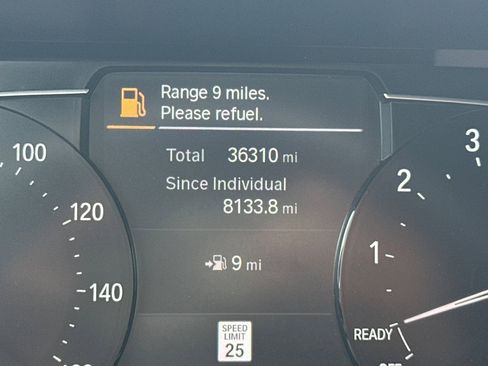 Range 9 miles.
Please refuel.
Total 36310 mi
Since Individual
8133.8 mi
9 mi
SPEED
LIMIT
25
100
120
140
3
2
1
READY